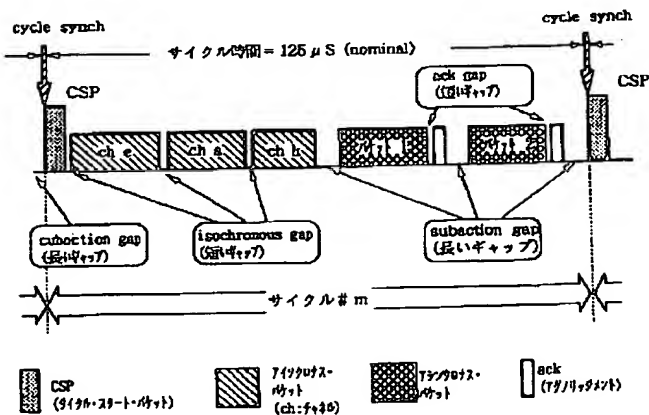 cycle synch
cycle synch
サイクル時間 = 125 μS (nominal)
CSP
ack gap
(短いギャップ)
CSP
ch e
ch a
ch b
パケット 1
パケット 2
subaction gap
(長いギャップ)
isochronous gap
(短いギャップ)
subaction gap
(長いギャップ)
サイクル # m
CSP
(サイクル・スタート・パケット)
アイソクロナス・
パケット
(ch:チャネル)
アシンクロナス・
パケット
ack
(アクノリッジメント)